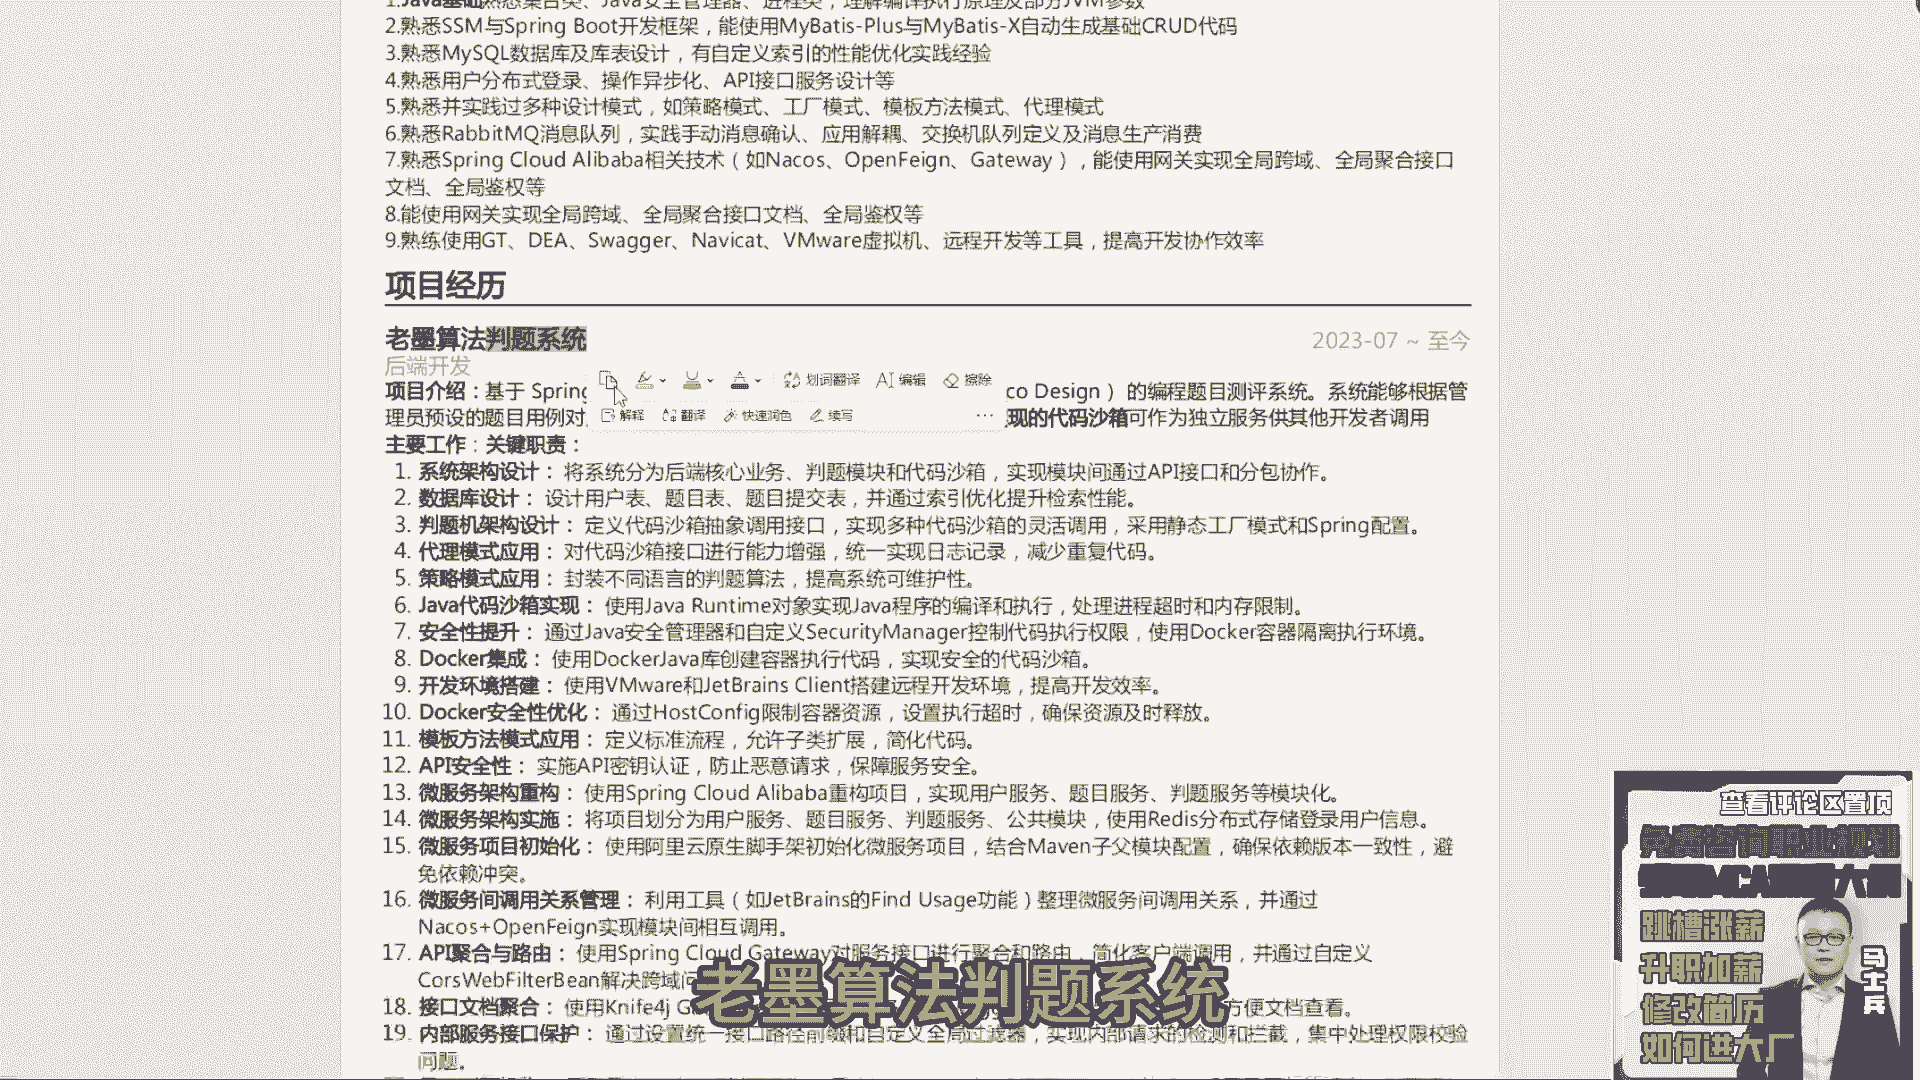 1.Java基础熟悉集合类、Java安全管理器、进程类，理解编译执行原理及部分JVM参数
2.熟悉SSM与Spring Boot开发框架，能使用MyBatis-Plus与MyBatis-X自动生成基础CRUD代码
3.熟悉MySQL数据库及库表设计，有自定义索引的性能优化实践经验
4.熟悉用户分布式登录、操作异步化、API接口服务设计等
5.熟悉并实践过多种设计模式，如策略模式、工厂模式、模板方法模式、代理模式
6.熟悉RabbitMQ消息队列，实践手动消息确认、应用解耦、交换机队列定义及消息生产消费
7.熟悉Spring Cloud Alibaba相关技术（如Nacos、OpenFeign、Gateway），能使用网关实现全局跨域、全局聚合接口
文档、全局鉴权等
8.能使用网关实现全局跨域、全局聚合接口文档、全局鉴权等
9.熟练使用GT、DEA、Swagger、Navicat、VMware虚拟机、远程开发等工具，提高开发协作效率
项目经历
老墨算法判题系统 2023-07 ~ 至今
后端开发
划词翻译 编辑 擦除
项目介绍：基于 Spring co Design ） 的编程题目测评系统。系统能够根据管
解释 翻译 快速润色 续写 ···
理员预设的题目用例对 现的代码沙箱可作为独立服务供其他开发者调用
主要工作：关键职责：
1. 系统架构设计： 将系统分为后端核心业务、判题模块和代码沙箱，实现模块间通过API接口和分包协作。
2. 数据库设计： 设计用户表、题目表、题目提交表，并通过索引优化提升检索性能。
3. 判题机架构设计： 定义代码沙箱抽象调用接口，实现多种代码沙箱的灵活调用，采用静态工厂模式和Spring配置。
4. 代理模式应用： 对代码沙箱接口进行能力增强，统一实现日志记录，减少重复代码。
5. 策略模式应用： 封装不同语言的判题算法，提高系统可维护性。
6. Java代码沙箱实现： 使用Java Runtime对象实现Java程序的编译和执行，处理进程超时和内存限制。
7. 安全性提升： 通过Java安全管理器和自定义SecurityManager控制代码执行权限，使用Docker容器隔离执行环境。
8. Docker集成： 使用DockerJava库创建容器执行代码，实现安全的代码沙箱。
9. 开发环境搭建： 使用VMware和JetBrains Client搭建远程开发环境，提高开发效率。
10. Docker安全性优化： 通过HostConfig限制容器资源，设置执行超时，确保资源及时释放。
11. 模板方法模式应用： 定义标准流程，允许子类扩展，简化代码。
12. API安全性： 实施API密钥认证，防止恶意请求，保障服务安全。
13. 微服务架构重构： 使用Spring Cloud Alibaba重构项目，实现用户服务、题目服务、判题服务等模块化。
14. 微服务架构实施： 将项目划分为用户服务、题目服务、判题服务、公共模块，使用Redis分布式存储登录用户信息。
15. 微服务项目初始化： 使用阿里云原生脚手架初始化微服务项目，结合Maven子父模块配置，确保依赖版本一致性，避
免依赖冲突。
16. 微服务间调用关系管理： 利用工具（如JetBrains的Find Usage功能）整理微服务间调用关系，并通过
Nacos+OpenFeign实现模块间相互调用。
17. API聚合与路由： 使用Spring Cloud Gateway对服务接口进行聚合和路由，简化客户端调用，并通过自定义
CorsWebFilterBean解决跨域问
18. 接口文档聚合： 使用Knife4j G 方便文档查看。
老墨算法判题系统
19. 内部服务接口保护： 通过设置统一接口路径前缀和自定义全局过滤器，实现内部请求的检测和拦截，集中处理权限校验
问题。
查看评论区置顶
免费咨询职业规划
跳槽涨薪
升职加薪
修改简历
如何进大厂
马士兵